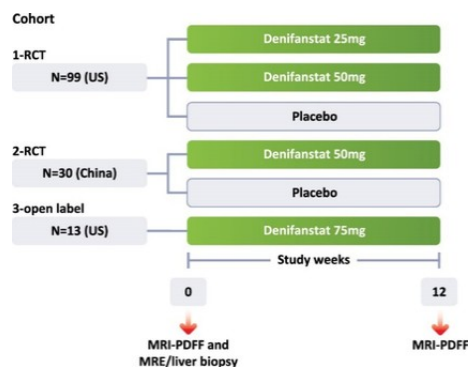 Cohort
1-RCT
N=99 (US)
Denifanstat 25mg
Denifanstat 50mg
Placebo
2-RCT
N=30 (China)
Denifanstat 50mg
Placebo
3-open label
N=13 (US)
Denifanstat 75mg
Study weeks
0
12
MRI-PDFF and
MRE/liver biopsy
MRI-PDFF